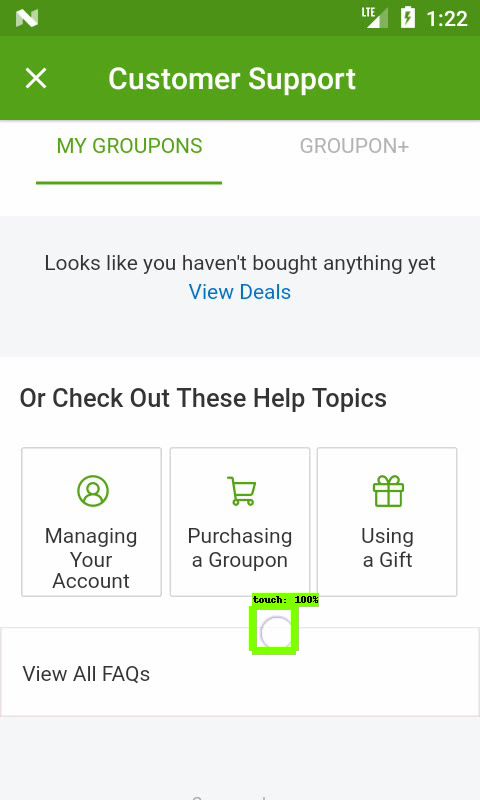 LTE 1:22
Customer Support
MY GROUPONS GROUPON+
Looks like you haven't bought anything yet
View Deals
Or Check Out These Help Topics
Managing
Your
Account
Purchasing
a Groupon
Using
a Gift
touch: 100%
View All FAQs